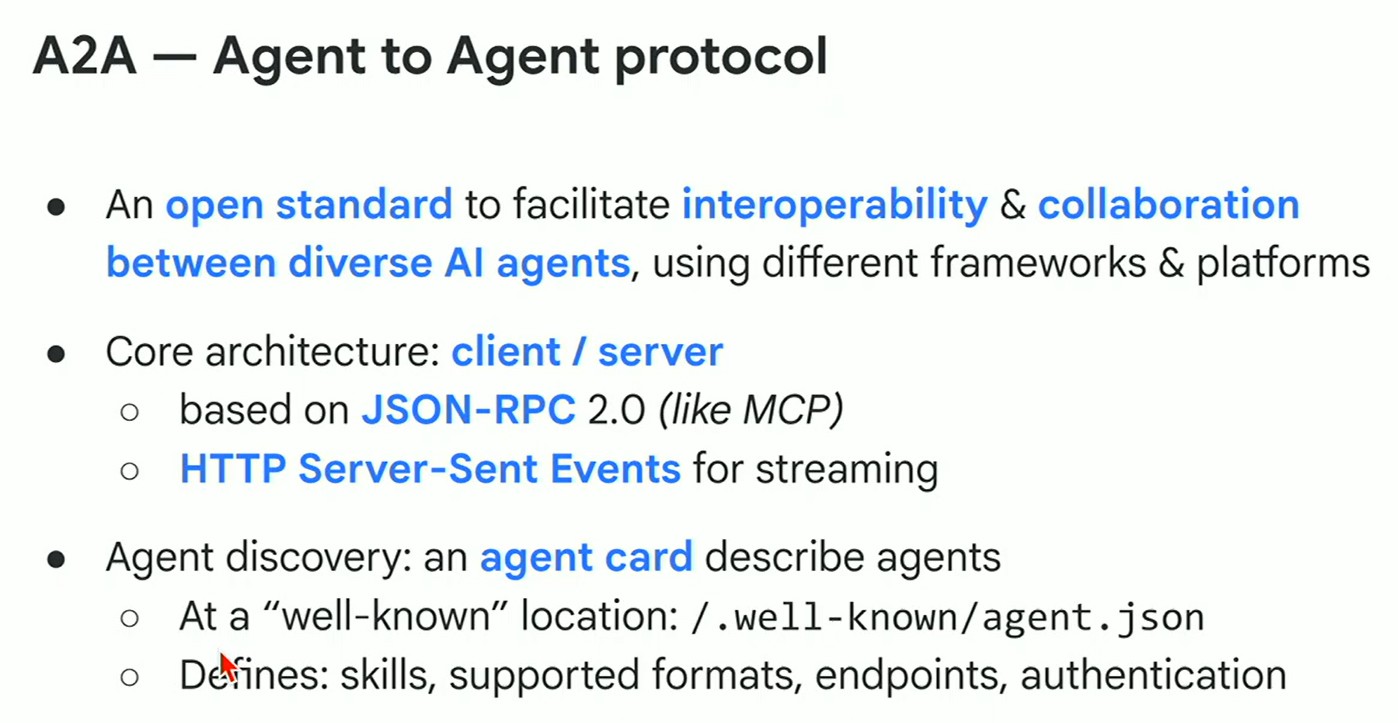 A2A — Agent to Agent protocol
● An open standard to facilitate interoperability & collaboration
between diverse AI agents, using different frameworks & platforms
● Core architecture: client / server
○ based on JSON-RPC 2.0 (like MCP)
○ HTTP Server-Sent Events for streaming
● Agent discovery: an agent card describe agents
○ At a “well-known” location: /.well-known/agent.json
○ Defines: skills, supported formats, endpoints, authentication